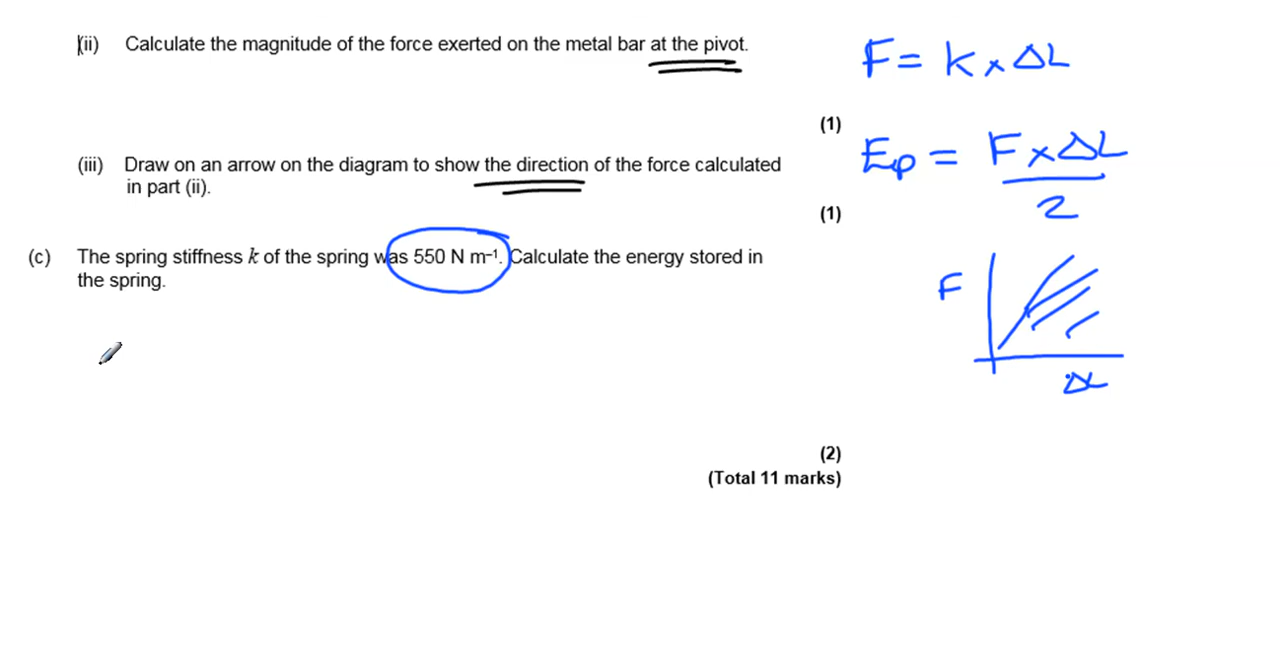 (ii) Calculate the magnitude of the force exerted on the metal bar at the pivot.
F = k x ΔL
(1)
Ep = F x ΔL / 2
(iii) Draw on an arrow on the diagram to show the direction of the force calculated
in part (ii).
(1)
(c) The spring stiffness k of the spring was 550 N m⁻¹. Calculate the energy stored in
the spring.
F
ΔL
(2)
(Total 11 marks)